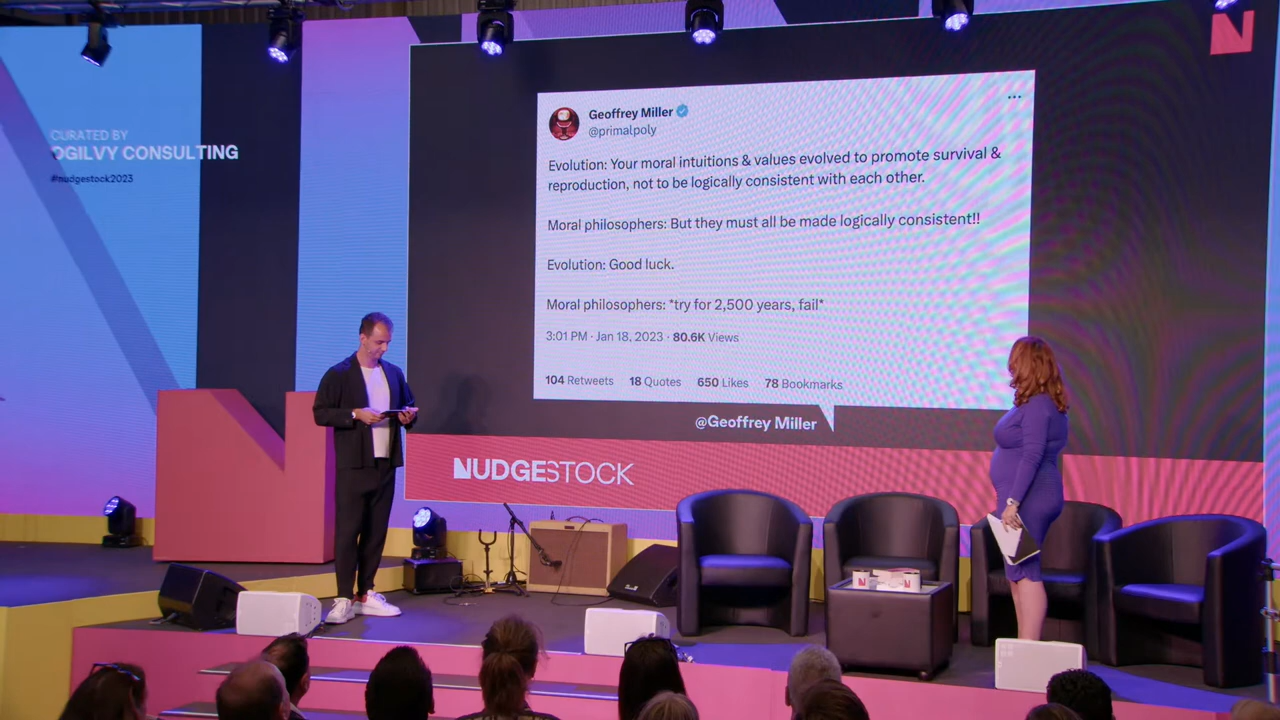 CURATED BY
OGILVY CONSULTING
#nudgestock2023
N
Geoffrey Miller
@primalpoly
Evolution: Your moral intuitions & values evolved to promote survival &
reproduction, not to be logically consistent with each other.
Moral philosophers: But they must all be made logically consistent!!
Evolution: Good luck.
Moral philosophers: *try for 2,500 years, fail*
3:01 PM · Jan 18, 2023 · 80.6K Views
104 Retweets 18 Quotes 650 Likes 78 Bookmarks
@Geoffrey Miller
NUDGESTOCK
N